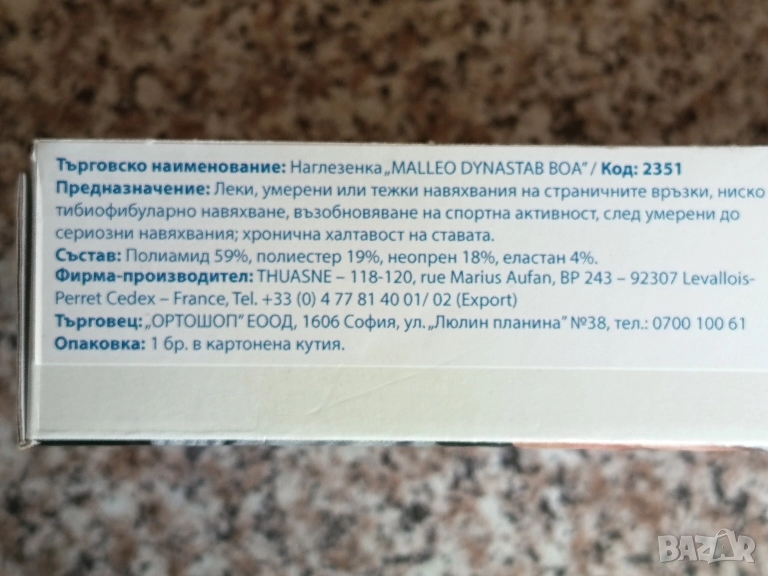 Търговско наименование: Наглезенка „MALLEO DYNASTAB BOA" / Код: 2351
Предназначение: Леки, умерени или тежки навяхвания на страничните връзки, ниско
тибиофибуларно навяхване, възобновяване на спортна активност, след умерени до
сериозни навяхвания; хронична халтавост на ставата.
Състав: Полиамид 59%, полиестер 19%, неопрен 18%, еластан 4%.
Фирма-производител: THUASNE – 118-120, rue Marius Aufan, BP 243 – 92307 Levallois-
Perret Cedex – France, Tel. +33 (0) 4 77 81 40 01/ 02 (Export)
Търговец: „ОРТОШОП" ЕООД, 1606 София, ул. „Люлин планина" №38, тел.: 0700 100 61
Опаковка: 1 бр. в картонена кутия.
BAZAR